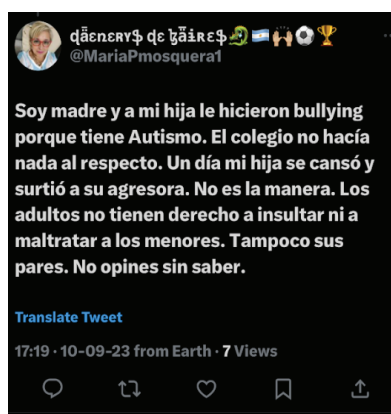 ɖǟɛռɛʀʏ$ ɖɛ ɮǟɨʀɛ$🐉🇦🇷🙌🏼⚽🏆
@MariaPmosquera1
Soy madre y a mi hija le hicieron bullying
porque tiene Autismo. El colegio no hacía
nada al respecto. Un día mi hija se cansó y
surtió a su agresora. No es la manera. Los
adultos no tienen derecho a insultar ni a
maltratar a los menores. Tampoco sus
pares. No opines sin saber.
Translate Tweet
17:19 · 10-09-23 from Earth · 7 Views